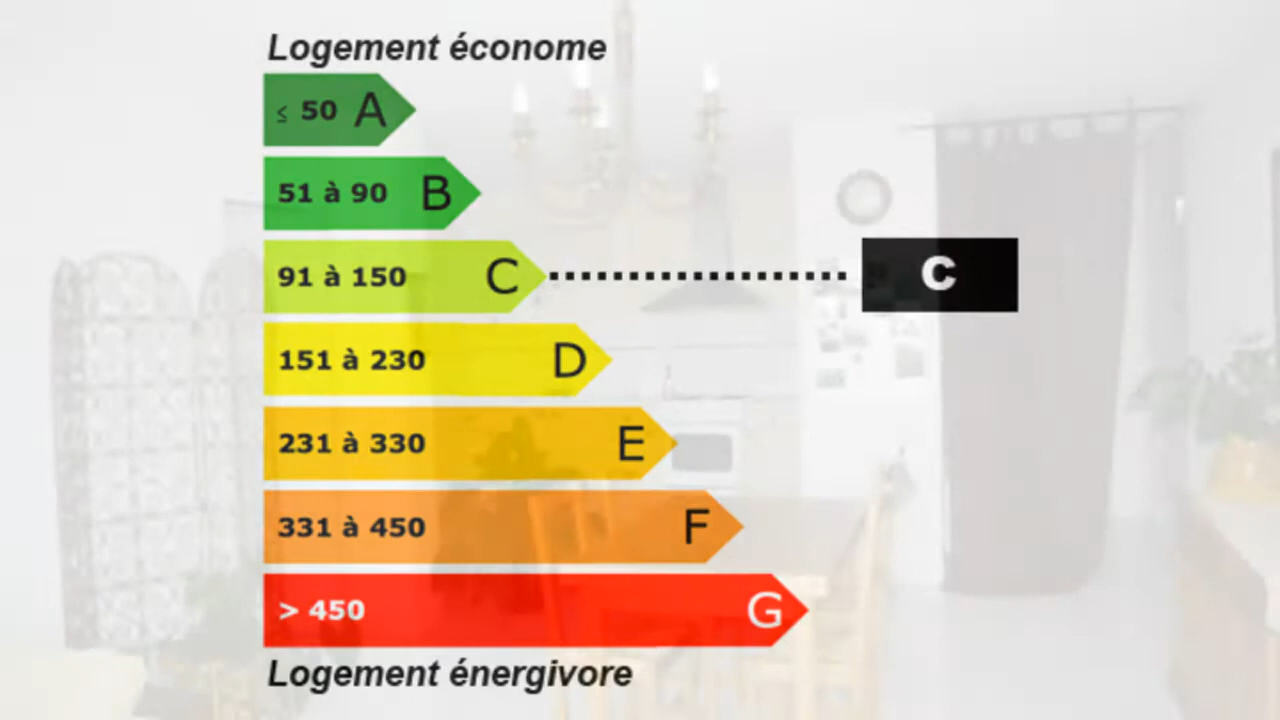 Logement économe
≤ 50 A
51 à 90 B
91 à 150 C
C
151 à 230 D
231 à 330 E
331 à 450 F
> 450 G
Logement énergivore